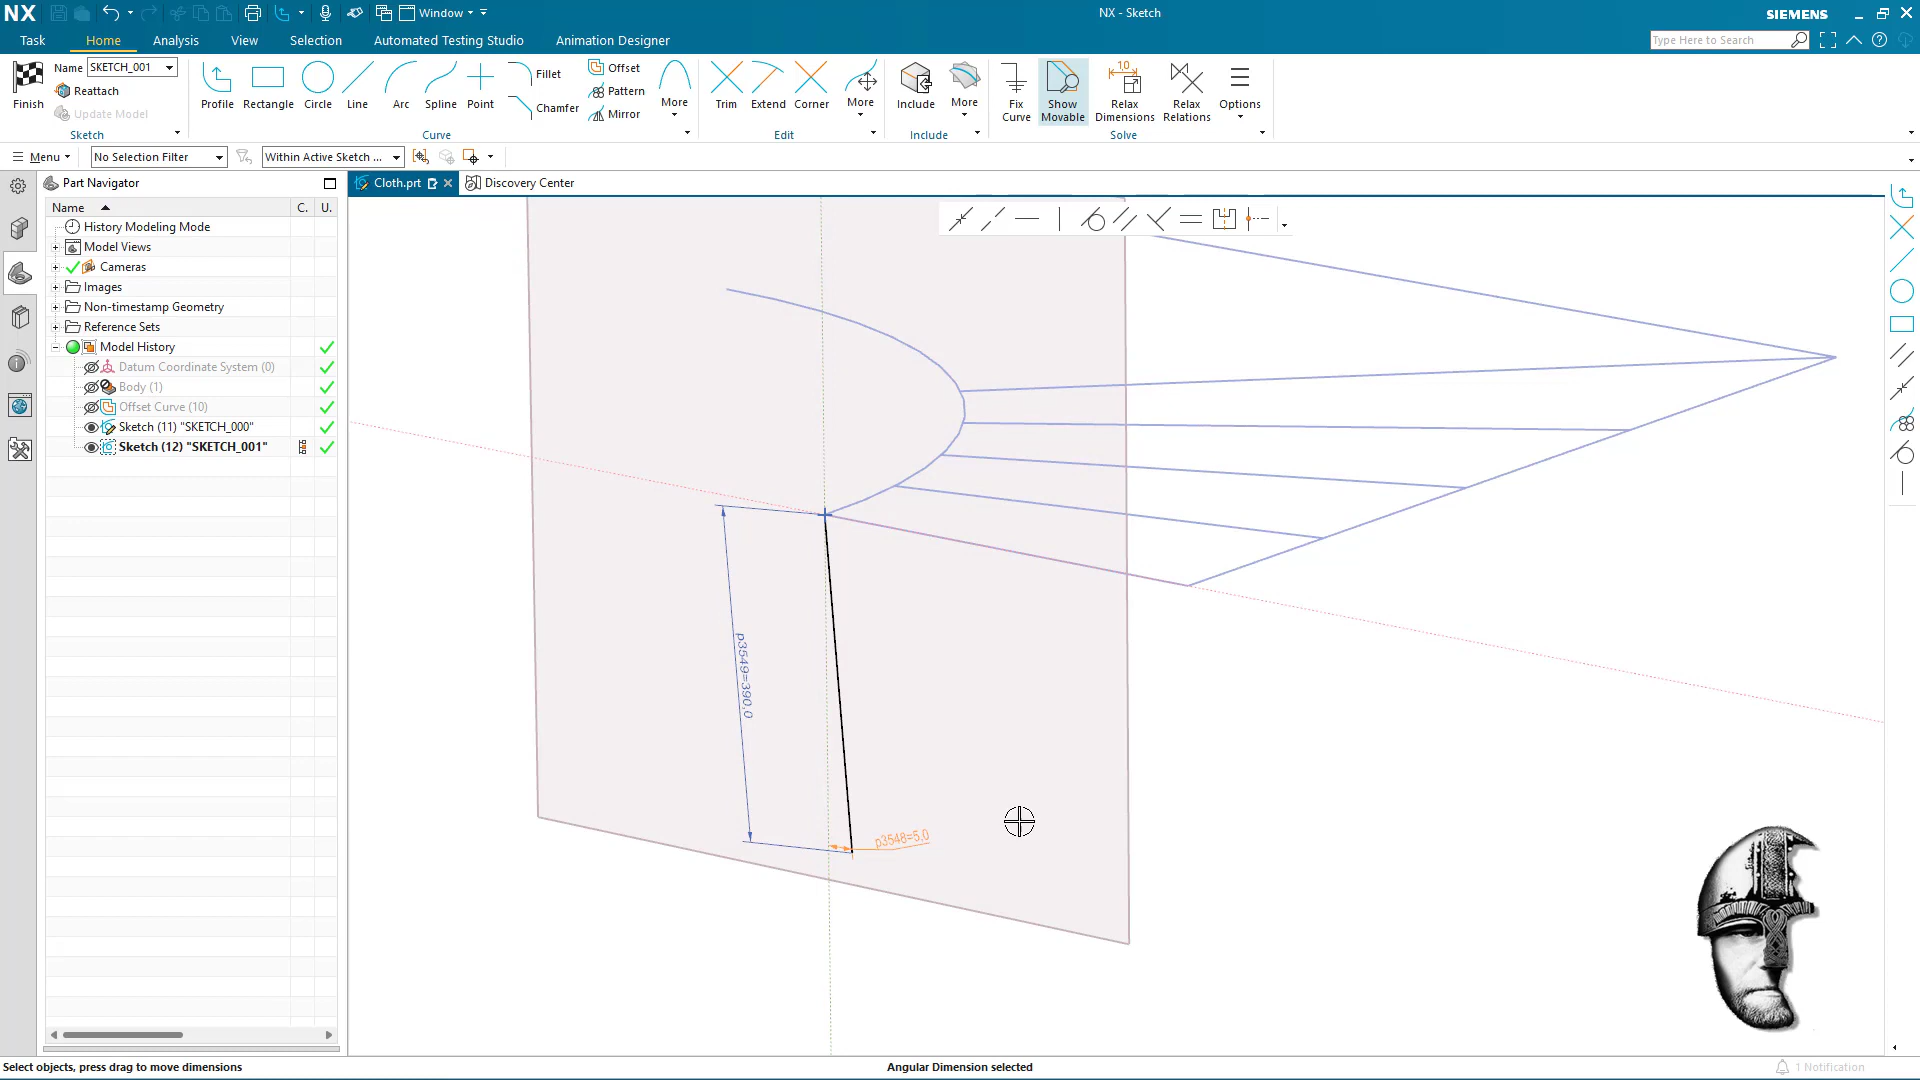 NX
Window
NX - Sketch
SIEMENS
Task
Home
Analysis
View
Selection
Automated Testing Studio
Animation Designer
Type Here to Search
Finish
Name
SKETCH_001
Reattach
Update Model
Sketch
Profile
Rectangle
Circle
Line
Arc
Spline
Point
Fillet
Chamfer
Offset
Pattern
Mirror
More
Curve
Trim
Extend
Corner
More
Edit
Include
More
Include
Fix
Curve
Show
Movable
1,0
Relax
Dimensions
Relax
Relations
Options
Solve
Menu
No Selection Filter
Within Active Sketch ...
Part Navigator
Cloth.prt
Discovery Center
Name
C.
U.
History Modeling Mode
Model Views
Cameras
Images
Non-timestamp Geometry
Reference Sets
Model History
Datum Coordinate System (0)
Body (1)
Offset Curve (10)
Sketch (11) "SKETCH_000"
Sketch (12) "SKETCH_001"
p3549=390,0
p3548=5,0
Select objects, press drag to move dimensions
Angular Dimension selected
1 Notification